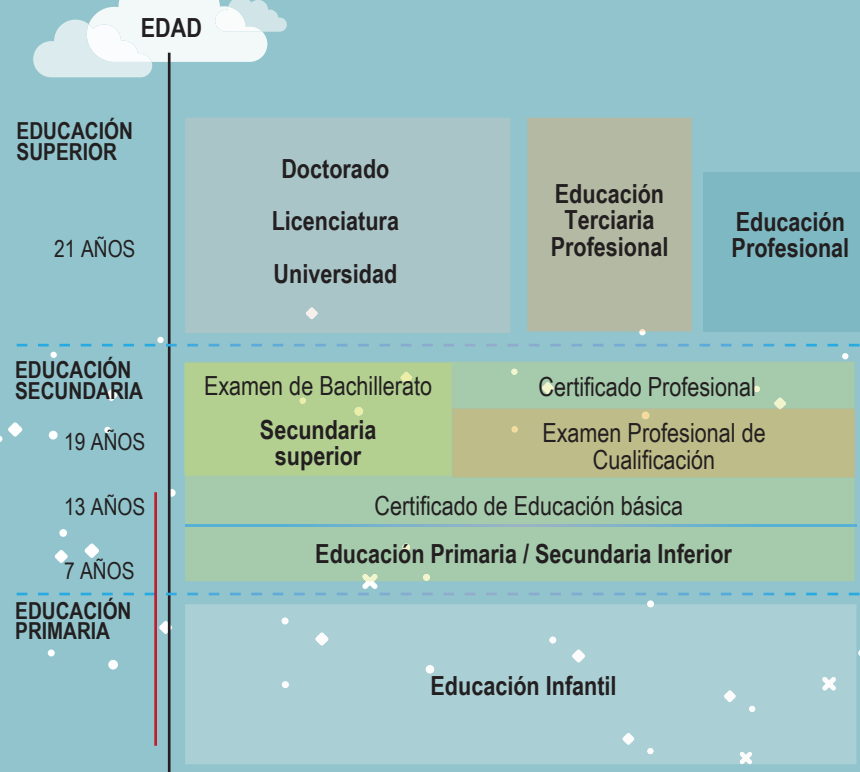 EDAD
EDUCACIÓN
SUPERIOR
21 AÑOS
Doctorado
Licenciatura
Universidad
Educación
Terciaria
Profesional
Educación
Profesional
EDUCACIÓN
SECUNDARIA
19 AÑOS
Examen de Bachillerato
Secundaria
superior
Certificado Profesional
Examen Profesional de
Cualificación
13 AÑOS
Certificado de Educación básica
7 AÑOS
Educación Primaria / Secundaria Inferior
EDUCACIÓN
PRIMARIA
Educación Infantil